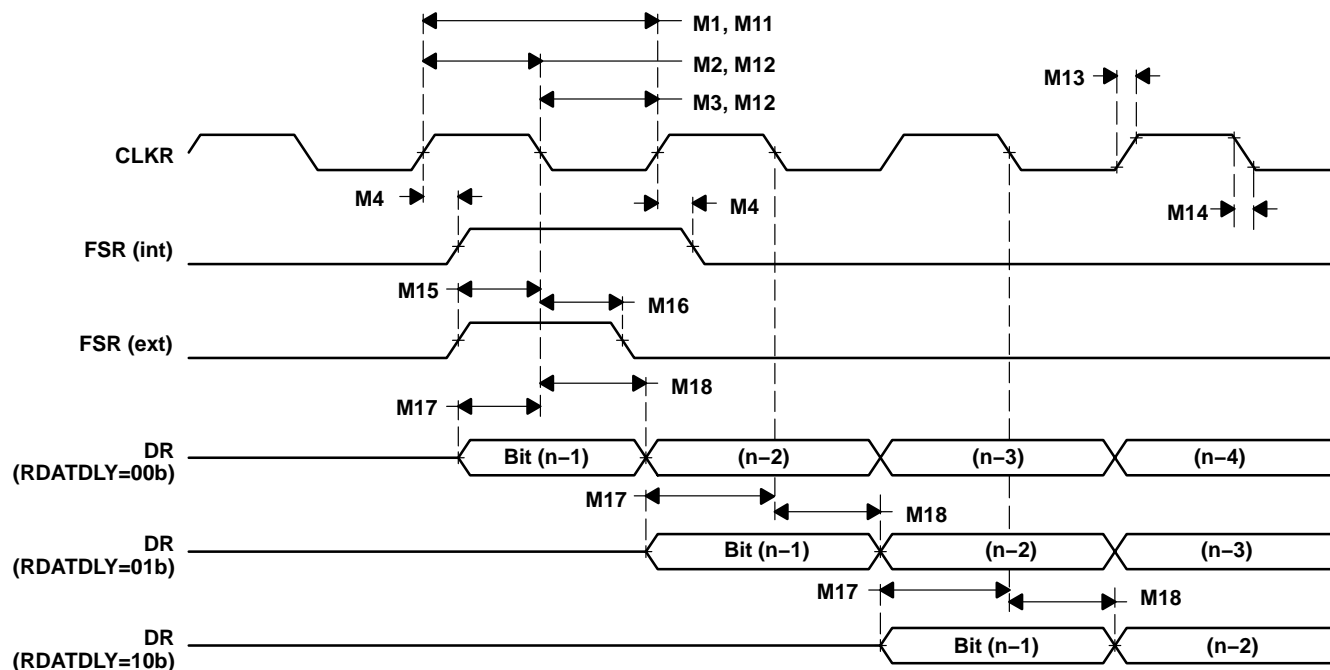 M1, M11
M2, M12
M13
M3, M12
CLKR
M4
M4
M14
FSR (int)
M15
M16
FSR (ext)
M18
M17
DR
(RDATDLY=00b)
Bit (n−1)
(n−2)
(n−3)
(n−4)
M17
M18
DR
(RDATDLY=01b)
Bit (n−1)
(n−2)
(n−3)
M17
M18
DR
(RDATDLY=10b)
Bit (n−1)
(n−2)